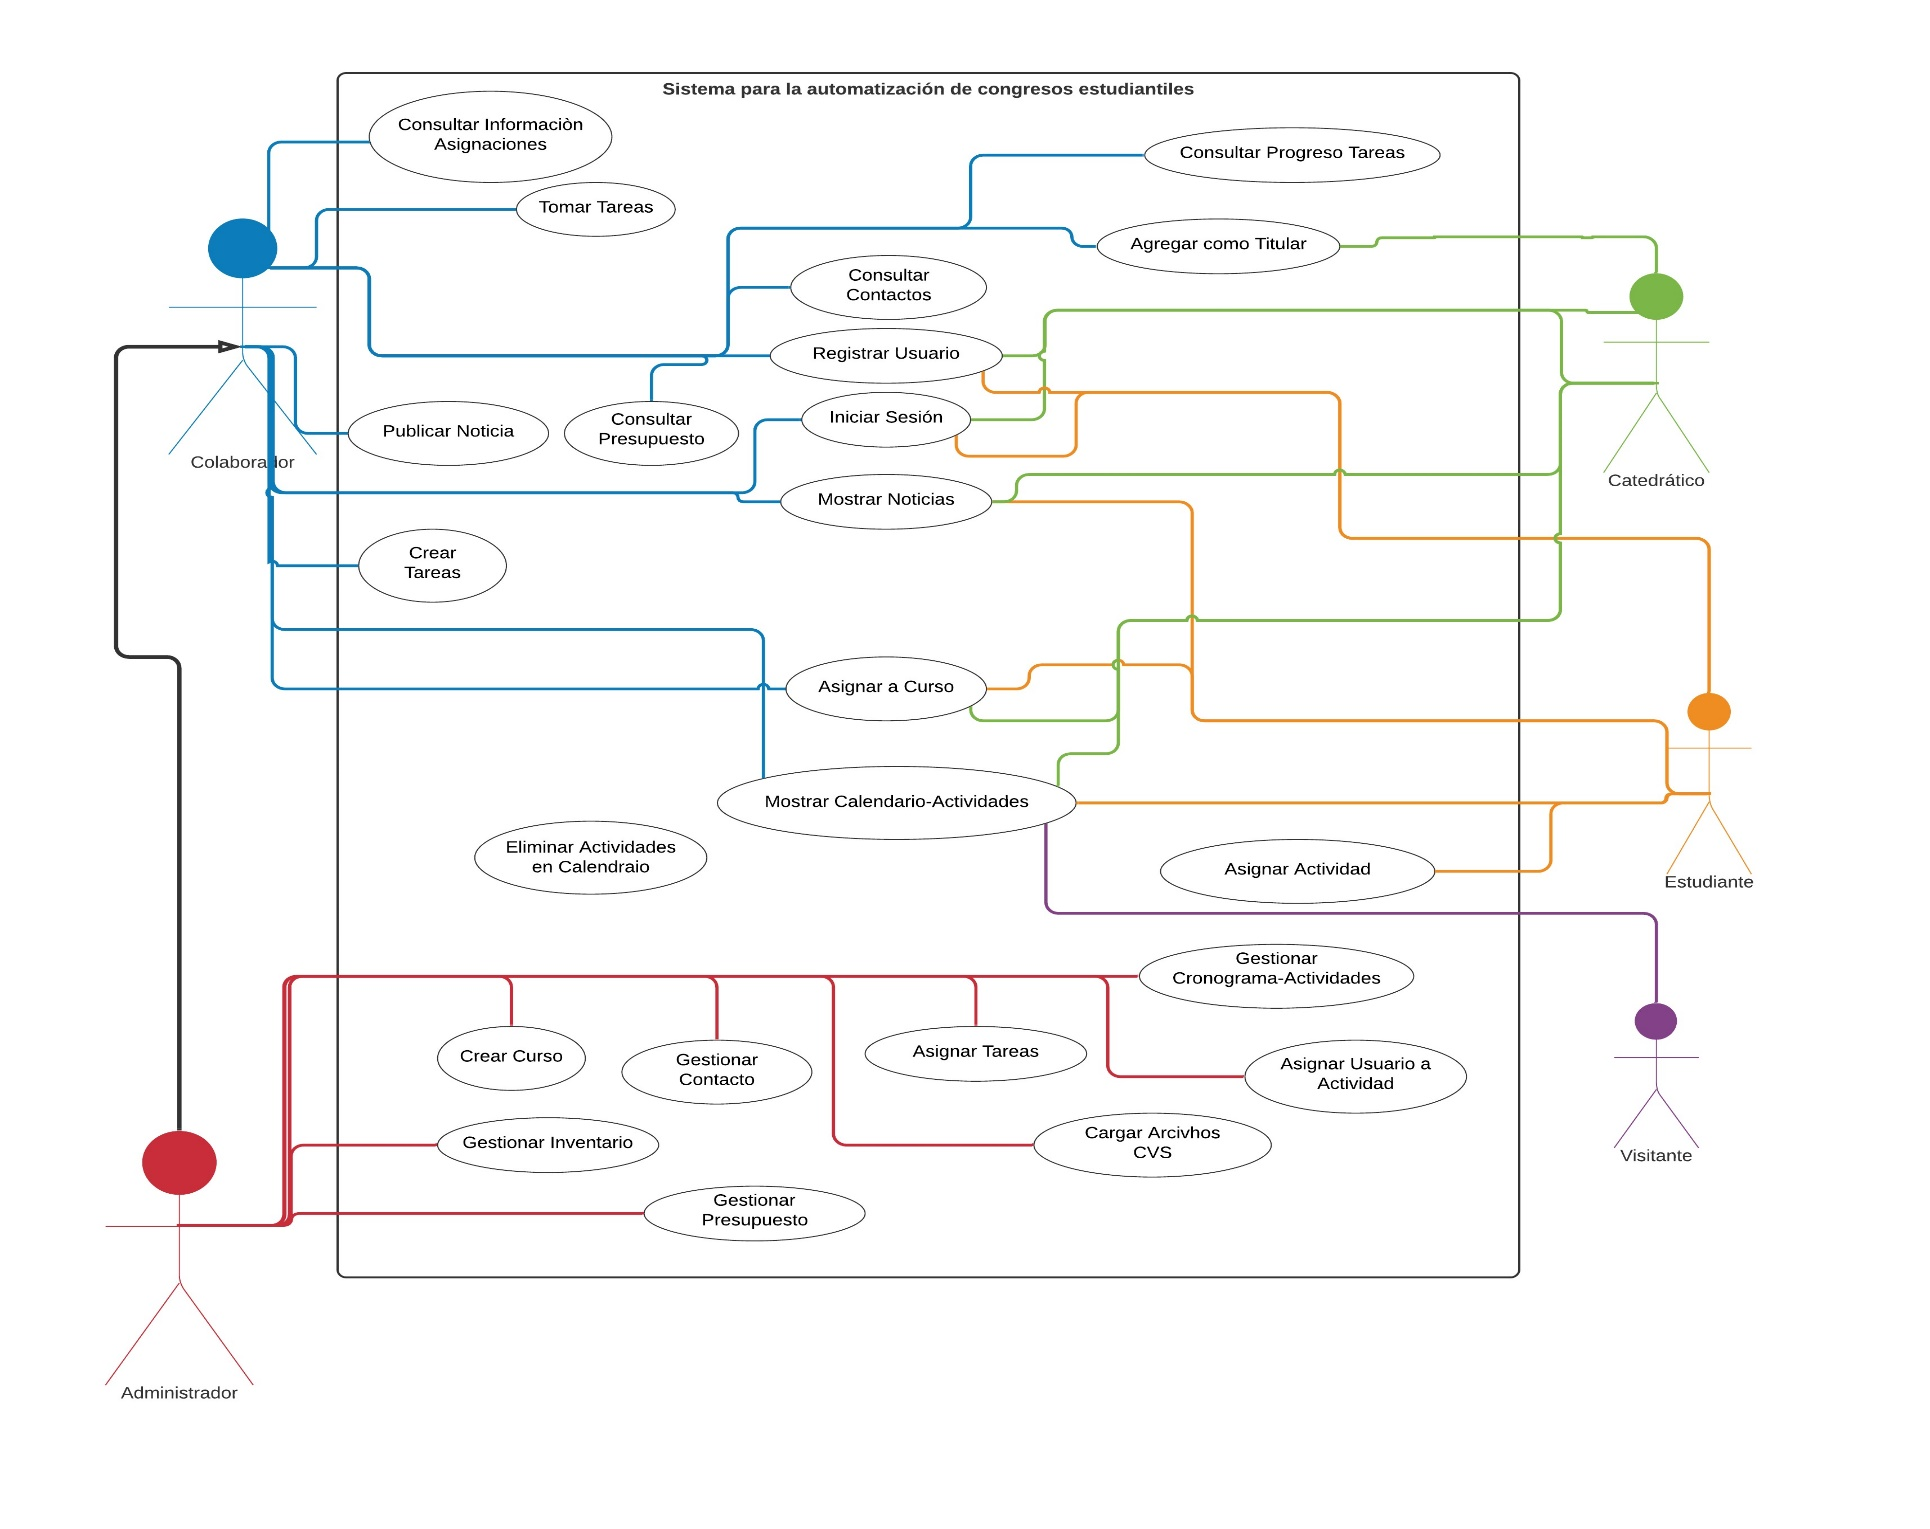 Sistema para la automatización de congresos estudiantiles
Consultar Informaciòn
Asignaciones
Consultar Progreso Tareas
Tomar Tareas
Agregar como Titular
Consultar
Contactos
Registrar Usuario
Iniciar Sesión
Consultar
Presupuesto
Publicar Noticia
Colaborador
Catedrático
Mostrar Noticias
Crear
Tareas
Asignar a Curso
Mostrar Calendario-Actividades
Eliminar Actividades
en Calendraio
Asignar Actividad
Estudiante
Gestionar
Cronograma-Actividades
Crear Curso
Gestionar
Contacto
Asignar Tareas
Asignar Usuario a
Actividad
Gestionar Inventario
Cargar Arcivhos
CVS
Visitante
Gestionar
Presupuesto
Administrador